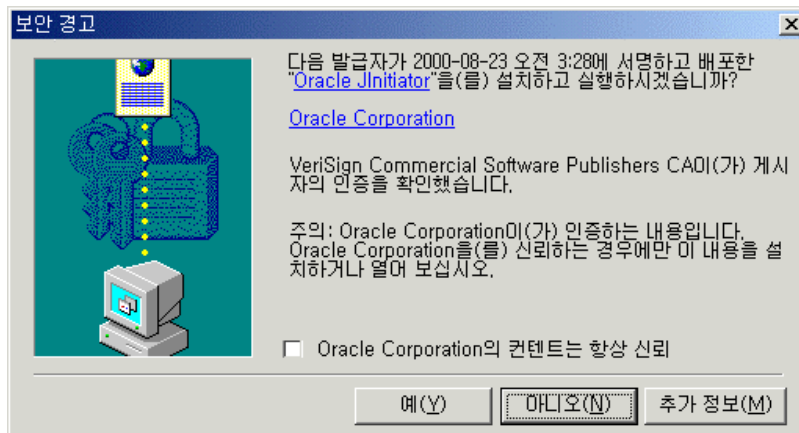 보안 경고
다음 발급자가 2000-08-23 오전 3:28에 서명하고 배포한
"Oracle JInitiator"을(를) 설치하고 실행하시겠습니까?
Oracle Corporation
VeriSign Commercial Software Publishers CA이(가) 게시
자의 인증을 확인했습니다.
주의: Oracle Corporation이(가) 인증하는 내용입니다.
Oracle Corporation을(를) 신뢰하는 경우에만 이 내용을 설
치하거나 열어 보십시오.
Oracle Corporation의 컨텐트는 항상 신뢰
예(Y) 아니오(N) 추가 정보(M)